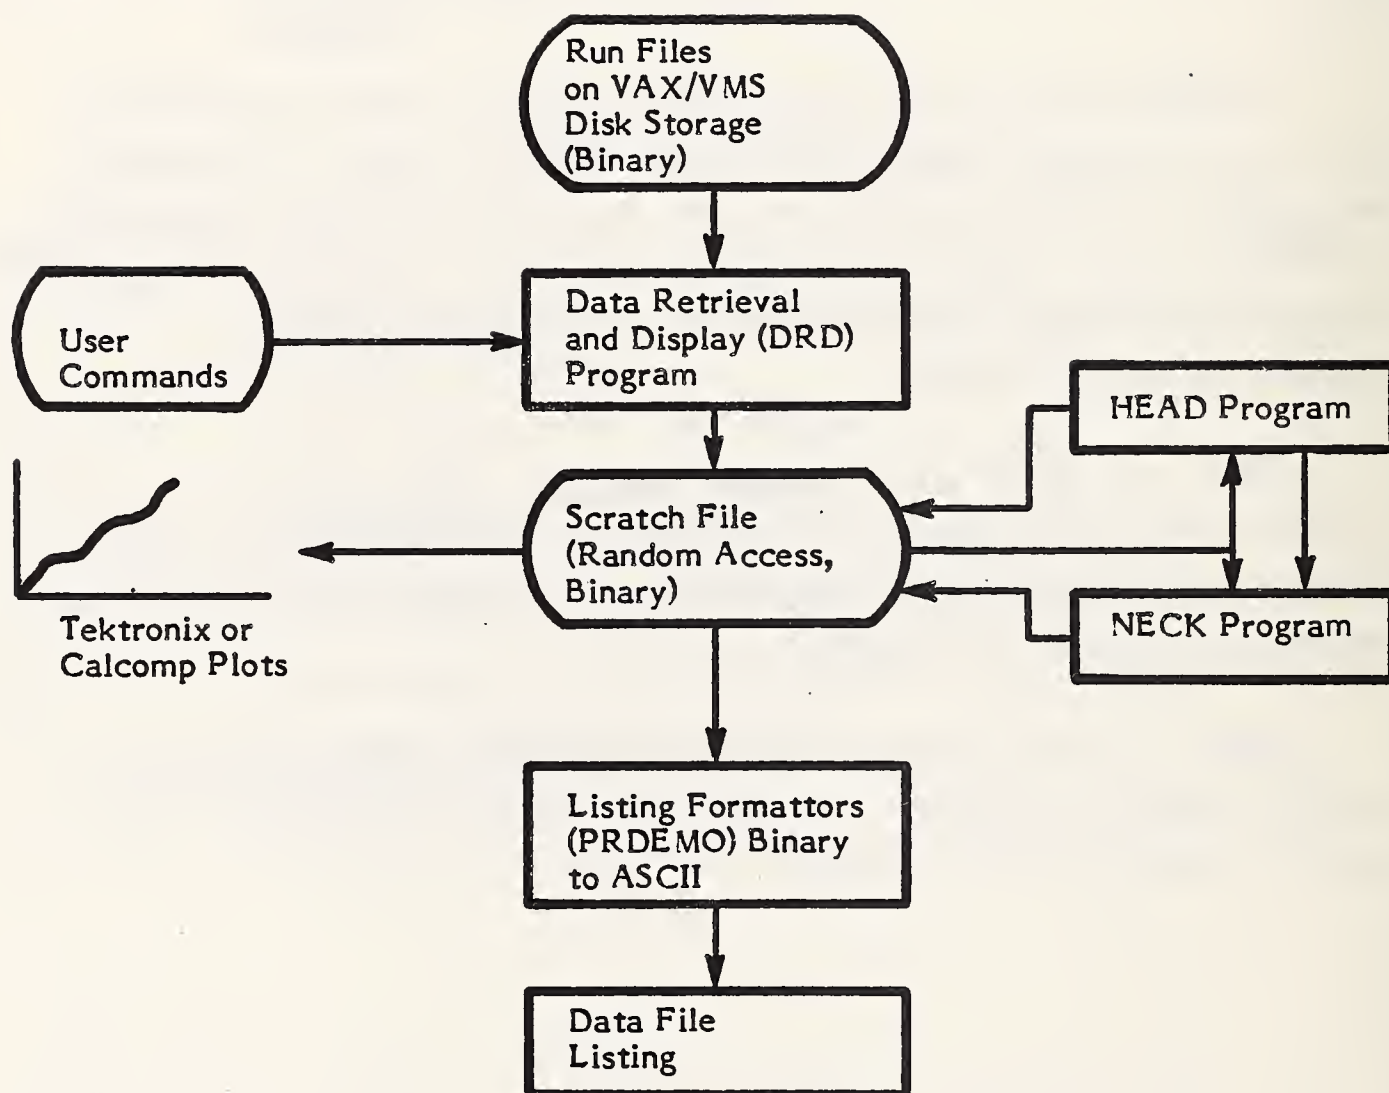 Run Files
on VAX/VMS
Disk Storage
(Binary)
User
Commands
Data Retrieval
and Display (DRD)
Program
HEAD Program
Scratch File
(Random Access,
Binary)
NECK Program
Tektronix or
Calcomp Plots
Listing Formattors
(PRDEMO) Binary
to ASCII
Data File
Listing